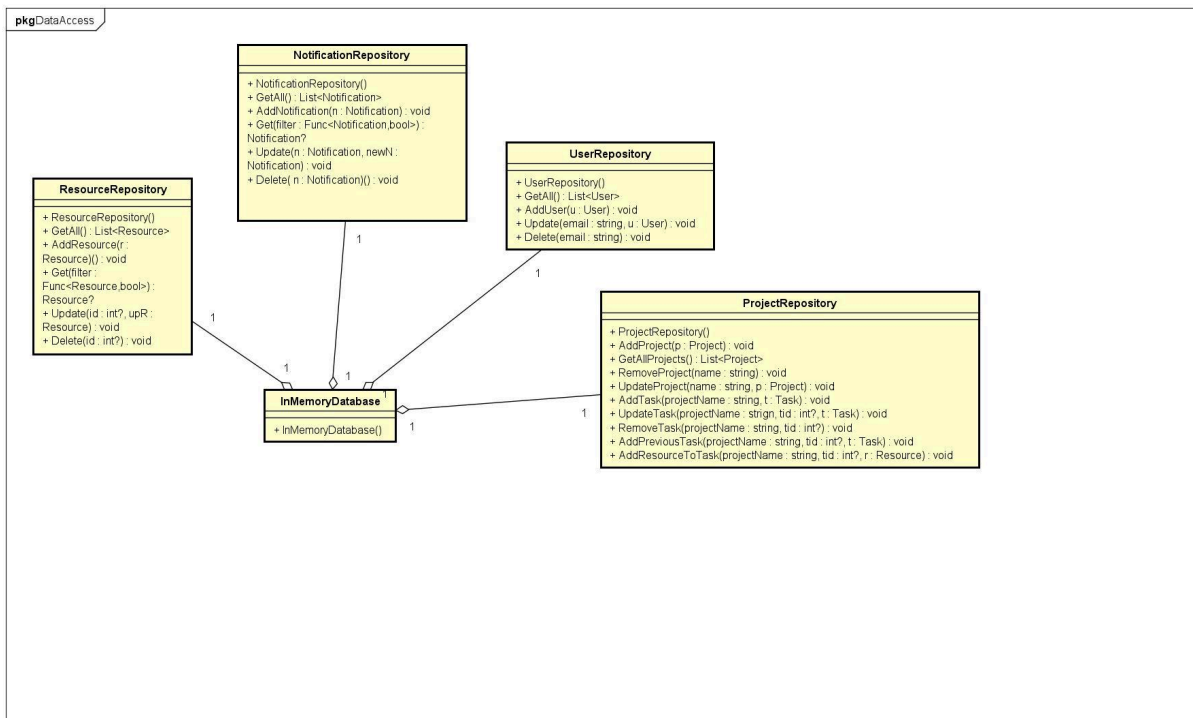 pkg DataAccess
NotificationRepository
+ NotificationRepository()
+ GetAll() : List<Notification>
+ AddNotification(n : Notification) : void
+ Get(filter : Func<Notification,bool>) :
Notification?
+ Update(n : Notification, newN :
Notification) : void
+ Delete( n : Notification)() : void
UserRepository
+ UserRepository()
+ GetAll() : List<User>
+ AddUser(u : User) : void
+ Update(email : string, u : User) : void
+ Delete(email : string) : void
ResourceRepository
+ ResourceRepository()
+ GetAll() : List<Resource>
+ AddResource(r :
Resource)() : void
+ Get(filter :
Func<Resource,bool>) :
Resource?
+ Update(id : int?, upR :
Resource) : void
+ Delete(id : int?) : void
ProjectRepository
+ ProjectRepository()
+ AddProject(p : Project) : void
+ GetAllProjects() : List<Project>
+ RemoveProject(name : string) : void
+ UpdateProject(name : string, p : Project) : void
+ AddTask(projectName : string, t : Task) : void
+ UpdateTask(projectName : strign, tid : int?, t : Task) : void
+ RemoveTask(projectName : string, tid : int?) : void
+ AddPreviousTask(projectName : string, tid : int?, t : Task) : void
+ AddResourceToTask(projectName : string, tid : int?, r : Resource) : void
1
1
1
1
1
1
1
1
InMemoryDatabase
+ InMemoryDatabase()